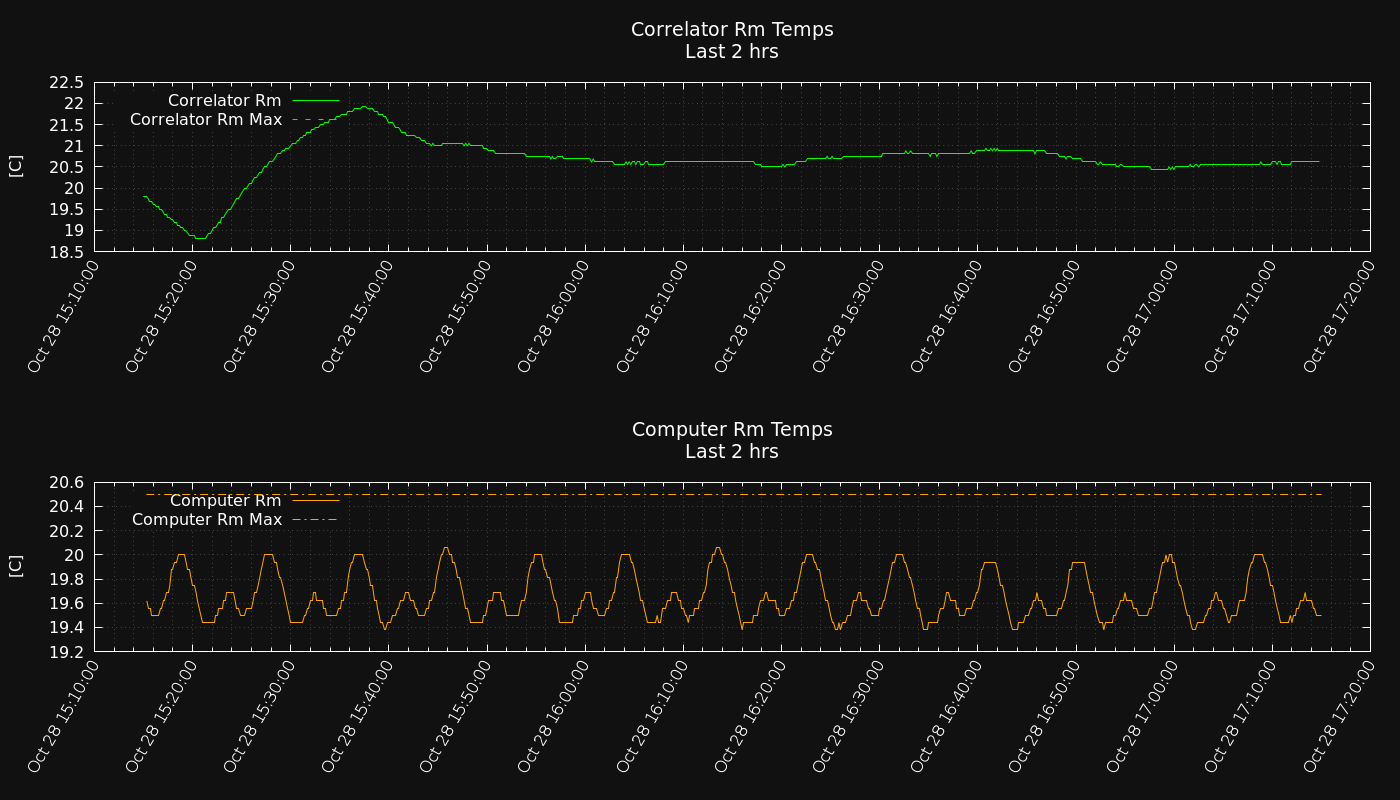 Correlator Rm Temps
Last 2 hrs
22.5
22
21.5
21
20.5
20
19.5
19
18.5
[C]
Correlator Rm
Correlator Rm Max
Oct 28 15:10:00
Oct 28 15:20:00
Oct 28 15:30:00
Oct 28 15:40:00
Oct 28 15:50:00
Oct 28 16:00:00
Oct 28 16:10:00
Oct 28 16:20:00
Oct 28 16:30:00
Oct 28 16:40:00
Oct 28 16:50:00
Oct 28 17:00:00
Oct 28 17:10:00
Oct 28 17:20:00
Computer Rm Temps
Last 2 hrs
20.6
20.4
20.2
20
19.8
19.6
19.4
19.2
[C]
Computer Rm
Computer Rm Max
Oct 28 15:10:00
Oct 28 15:20:00
Oct 28 15:30:00
Oct 28 15:40:00
Oct 28 15:50:00
Oct 28 16:00:00
Oct 28 16:10:00
Oct 28 16:20:00
Oct 28 16:30:00
Oct 28 16:40:00
Oct 28 16:50:00
Oct 28 17:00:00
Oct 28 17:10:00
Oct 28 17:20:00